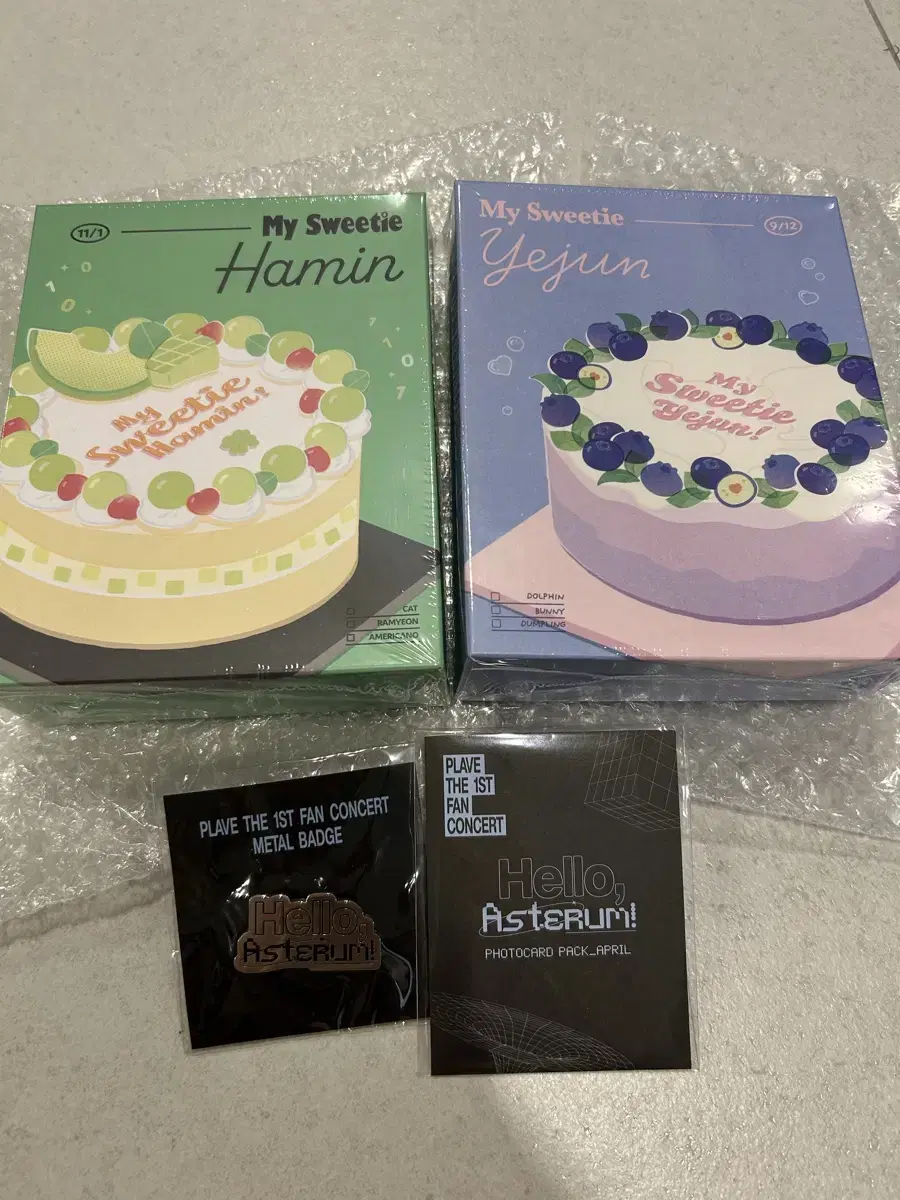 11/1
My Sweetie
Hamin
My
Sweetie
Hamin!
CAT
RAMYEON
AMERICANO
My Sweetie
9/12
Yejun
My
Sweetie
Yejun!
DOLPHIN
BUNNY
DUMPLING
PLAVE THE 1ST FAN CONCERT
METAL BADGE
Hello,
Asterum!
PLAVE
THE 1ST
FAN
CONCERT
Hello,
Asterum!
PHOTOCARD PACK_APRIL